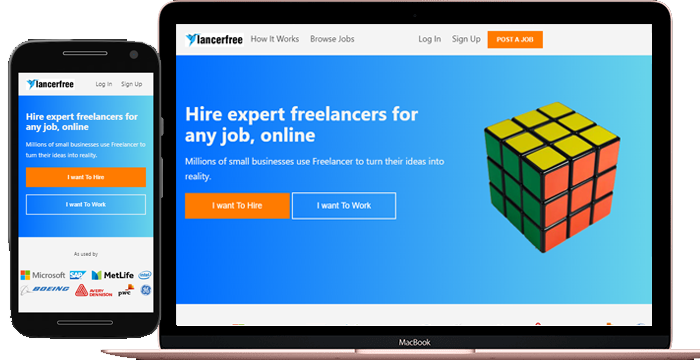 lancerfree
Log In
Sign Up
Hire expert freelancers for
any job, online
Millions of small businesses use Freelancer to
turn their ideas into reality.
I want To Hire
I want To Work
As used by
Microsoft
SAP
MetLife
intel
BOEING
AVERY
DENNISON
pwc
lancerfree
How It Works
Browse Jobs
Log In
Sign Up
POST A JOB
Hire expert freelancers for
any job, online
Millions of small businesses use Freelancer to turn their ideas into
reality.
I want To Hire
I want To Work
MacBook